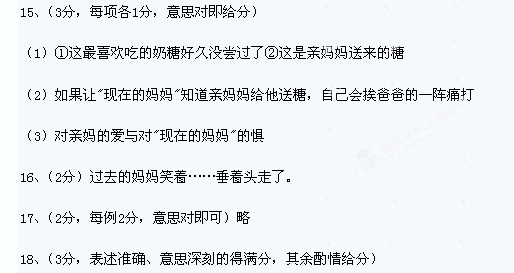 15、(3分，每项各1分，意思对即给分)
(1) ①这最喜欢吃的奶糖好久没尝过了②这是亲妈妈送来的糖
(2) 如果让"现在的妈妈"知道亲妈妈给他送糖，自己会挨爸爸的一阵痛打
(3) 对亲妈的爱与对"现在的妈妈"的惧
16、(2分) 过去的妈妈笑着……垂着头走了。
17、(2分，每例2分，意思对即可) 略
18、(3分，表述准确、意思深刻的得满分，其余酌情给分)